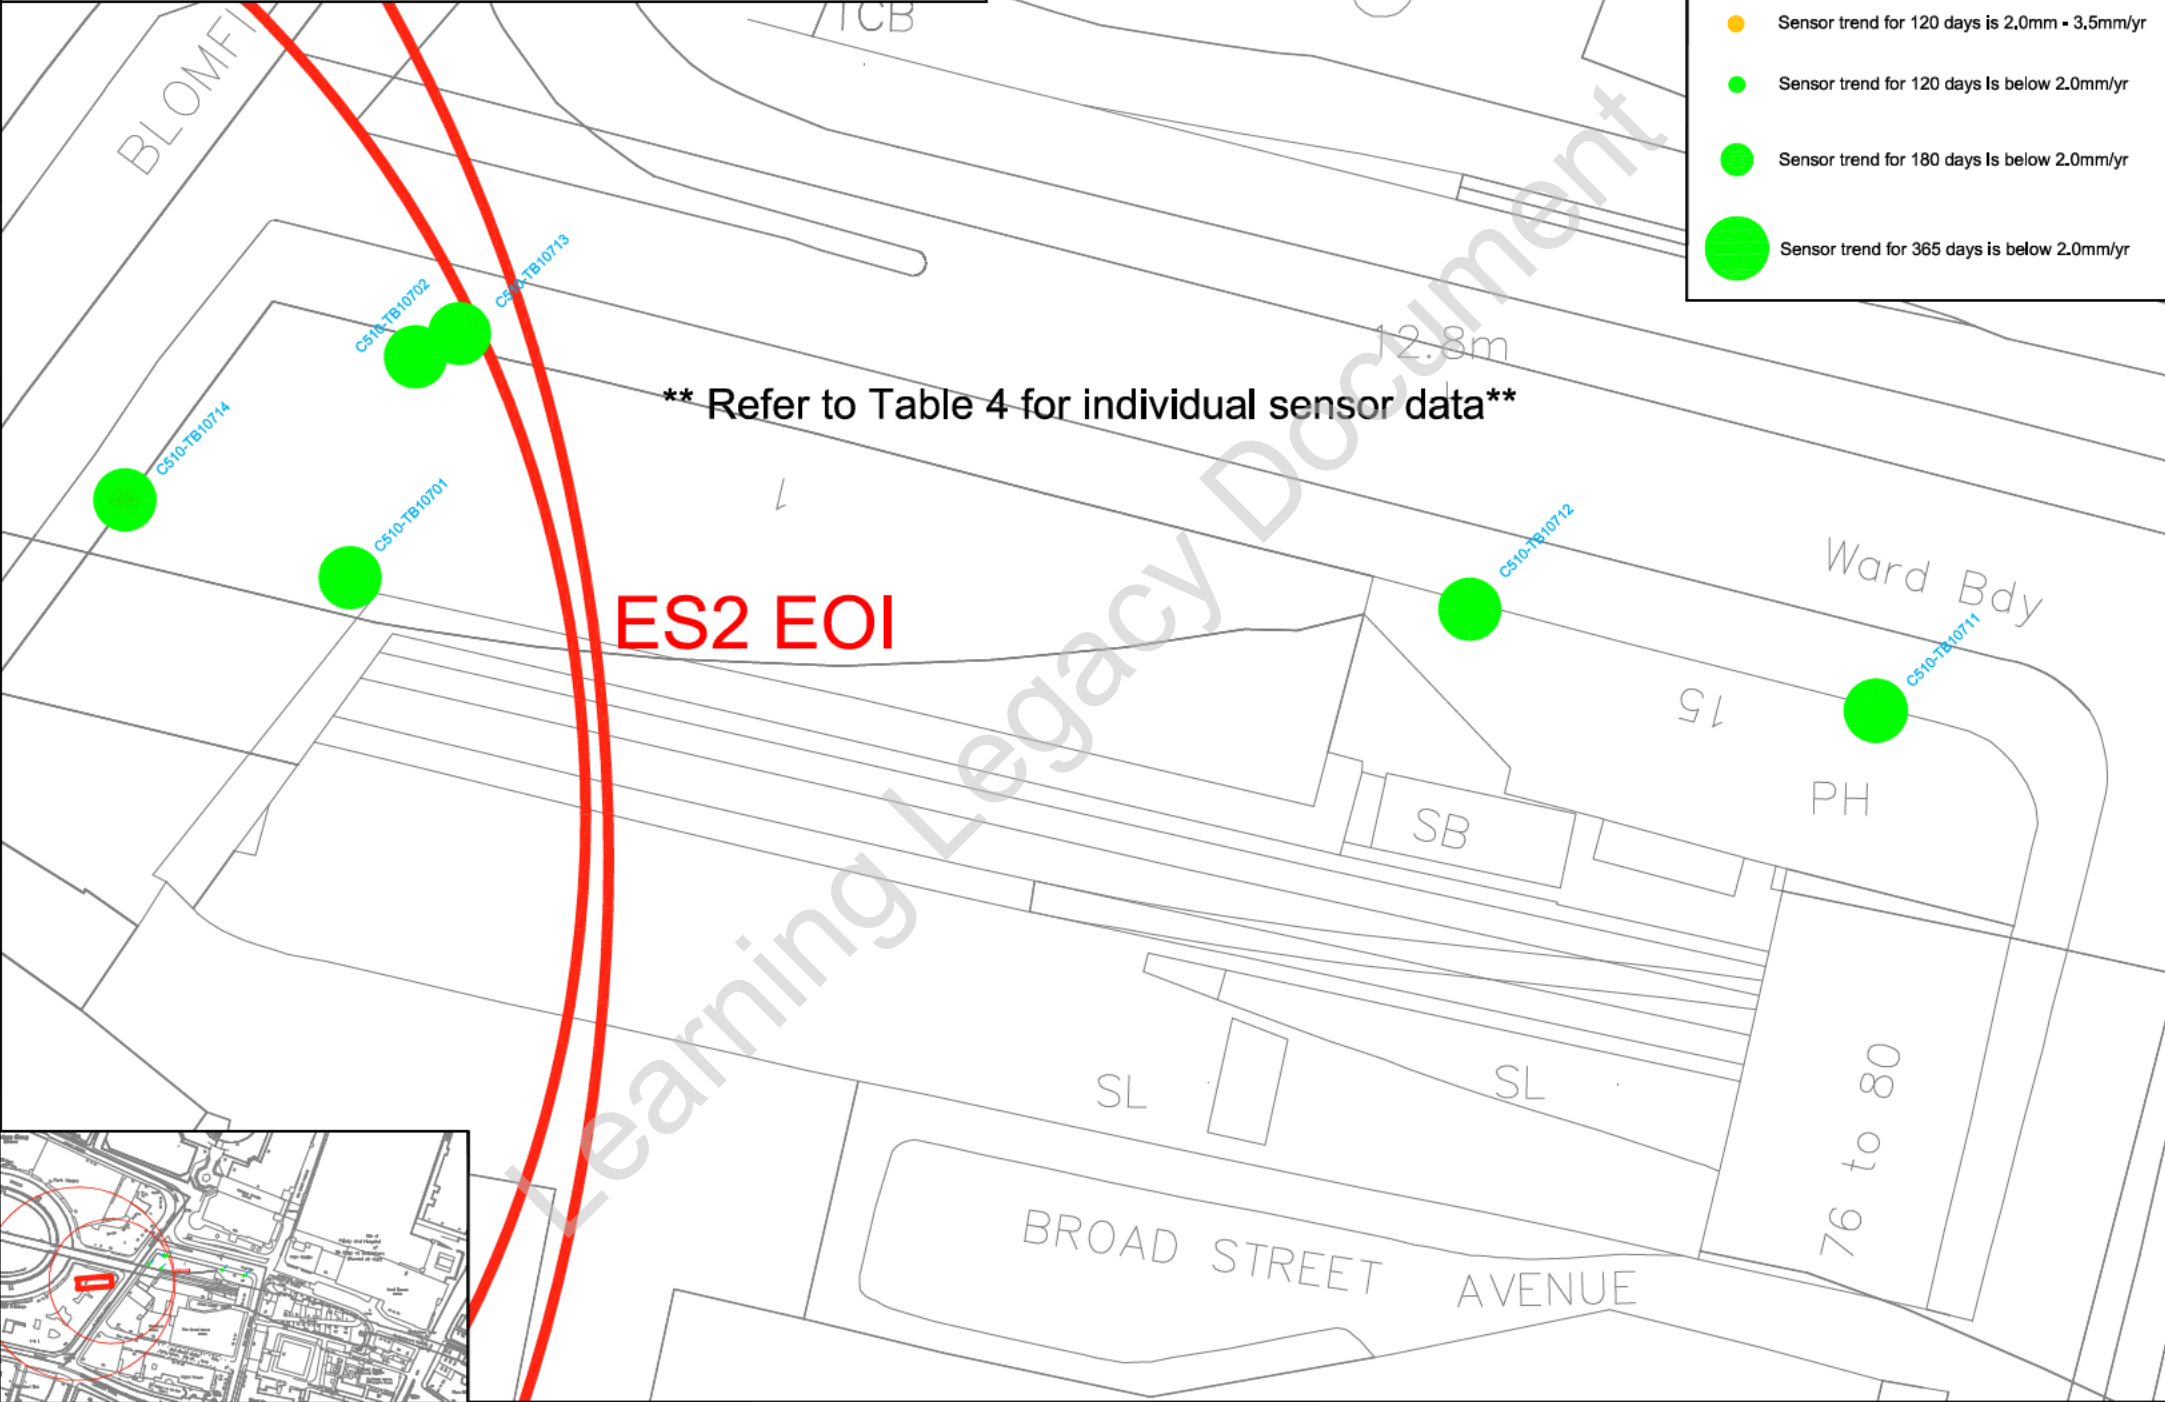 TCB
BLOMFI
Sensor trend for 120 days is 2.0mm - 3.5mm/yr
Sensor trend for 120 days Is below 2.0mm/yr
Sensor trend for 180 days Is below 2.0mm/yr
Sensor trend for 365 days is below 2.0mm/yr
C510-TB10713
C510-TB10702
12.8m
** Refer to Table 4 for individual sensor data**
C510-TB10714
C510-TB10701
1
C510-TB10712
Ward Bdy
ES2 EOI
C510-TB10711
15
PH
SB
SL
SL
76 to 80
BROAD STREET AVENUE
Learning Legacy Document